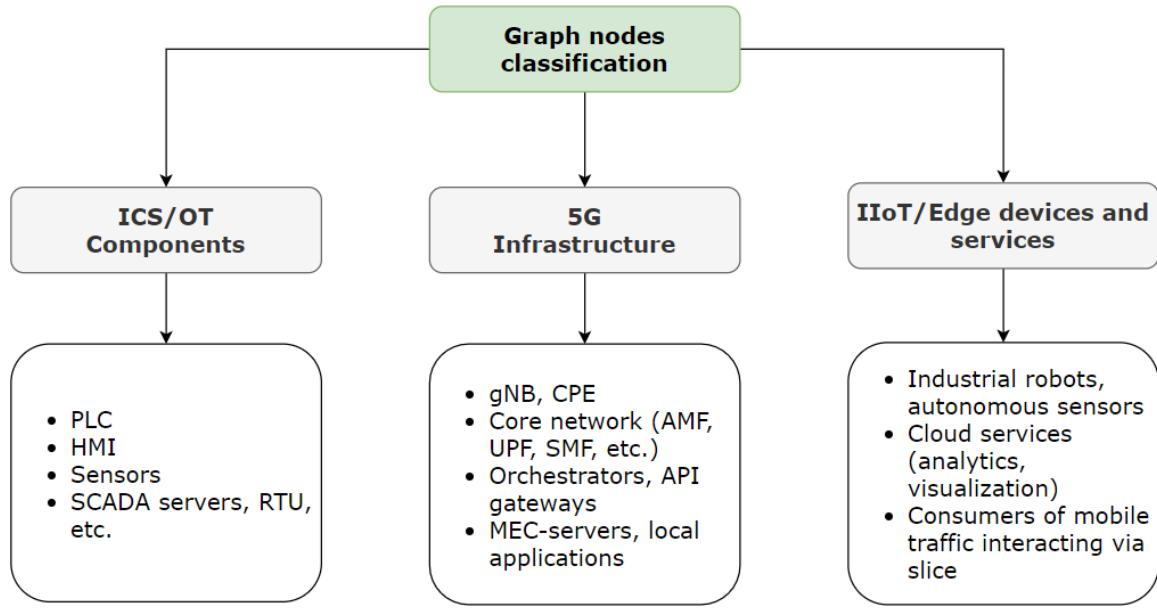 Graph nodes
classification
ICS/OT
Components
5G
Infrastructure
IIoT/Edge devices and
services
• PLC
• HMI
• Sensors
• SCADA servers, RTU,
etc.
• gNB, CPE
• Core network (AMF,
UPF, SMF, etc.)
• Orchestrators, API
gateways
• MEC-servers, local
applications
• Industrial robots,
autonomous sensors
• Cloud services
(analytics,
visualization)
• Consumers of mobile
traffic interacting via
slice